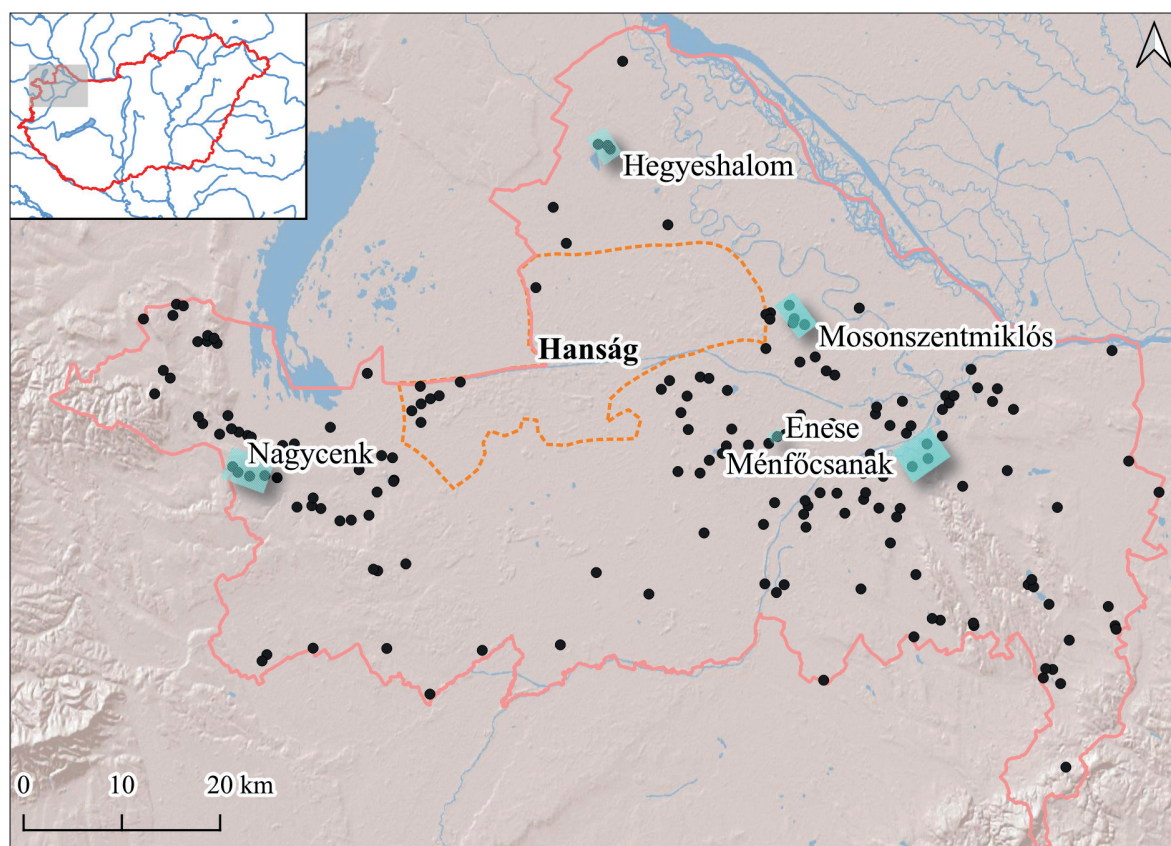 Hegyeshalom
Mosonszentmiklós
Hanság
Enese
Nagycenk
Ménfőcsanak
0 10 20 km